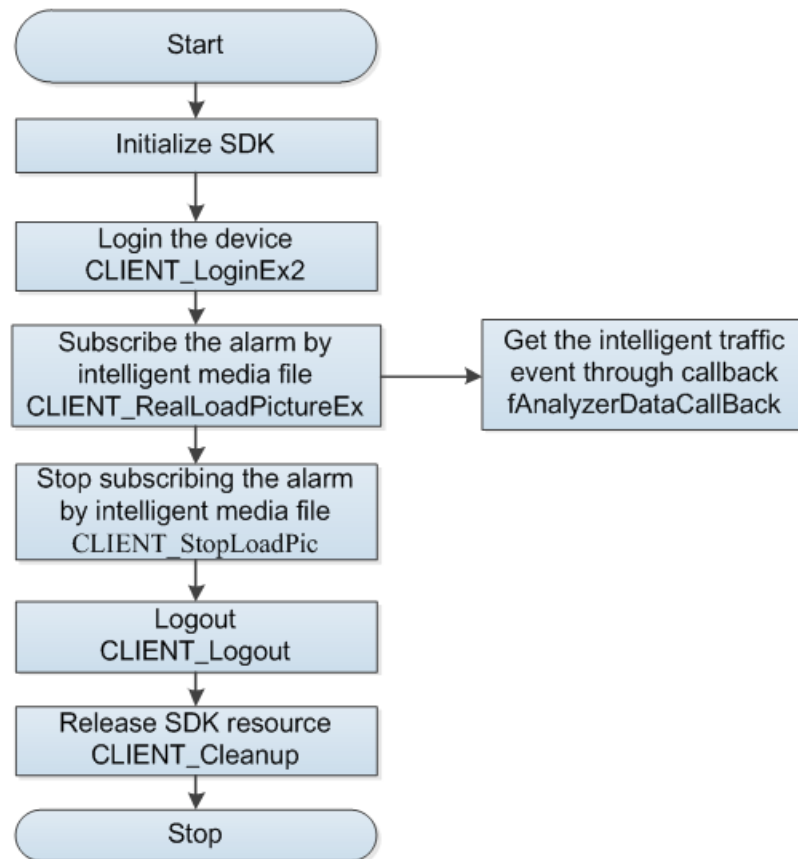 Start
Initialize SDK
Login the device
CLIENT_LoginEx2
Subscribe the alarm by
intelligent media file
CLIENT_RealLoadPictureEx
Get the intelligent traffic
event through callback
fAnalyzerDataCallBack
Stop subscribing the alarm
by intelligent media file
CLIENT_StopLoadPic
Logout
CLIENT_Logout
Release SDK resource
CLIENT_Cleanup
Stop